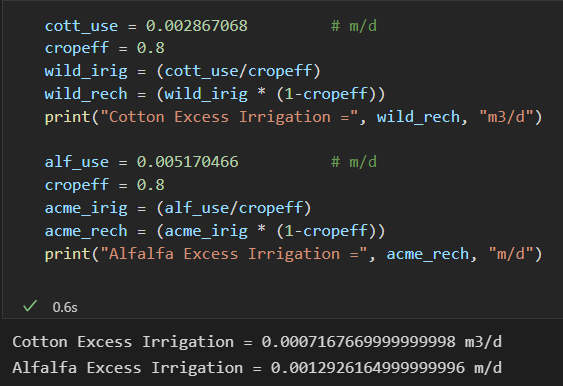 cott_use = 0.002867068 # m/d
cropeff = 0.8
wild_irig = (cott_use/cropeff)
wild_rech = (wild_irig * (1-cropeff))
print("Cotton Excess Irrigation =", wild_rech, "m3/d")
alf_use = 0.005170466 # m/d
cropeff = 0.8
acme_irig = (alf_use/cropeff)
acme_rech = (acme_irig * (1-cropeff))
print("Alfalfa Excess Irrigation =", acme_rech, "m/d")
✓ 0.6s
Cotton Excess Irrigation = 0.0007167669999999998 m3/d
Alfalfa Excess Irrigation = 0.0012926164999999996 m/d